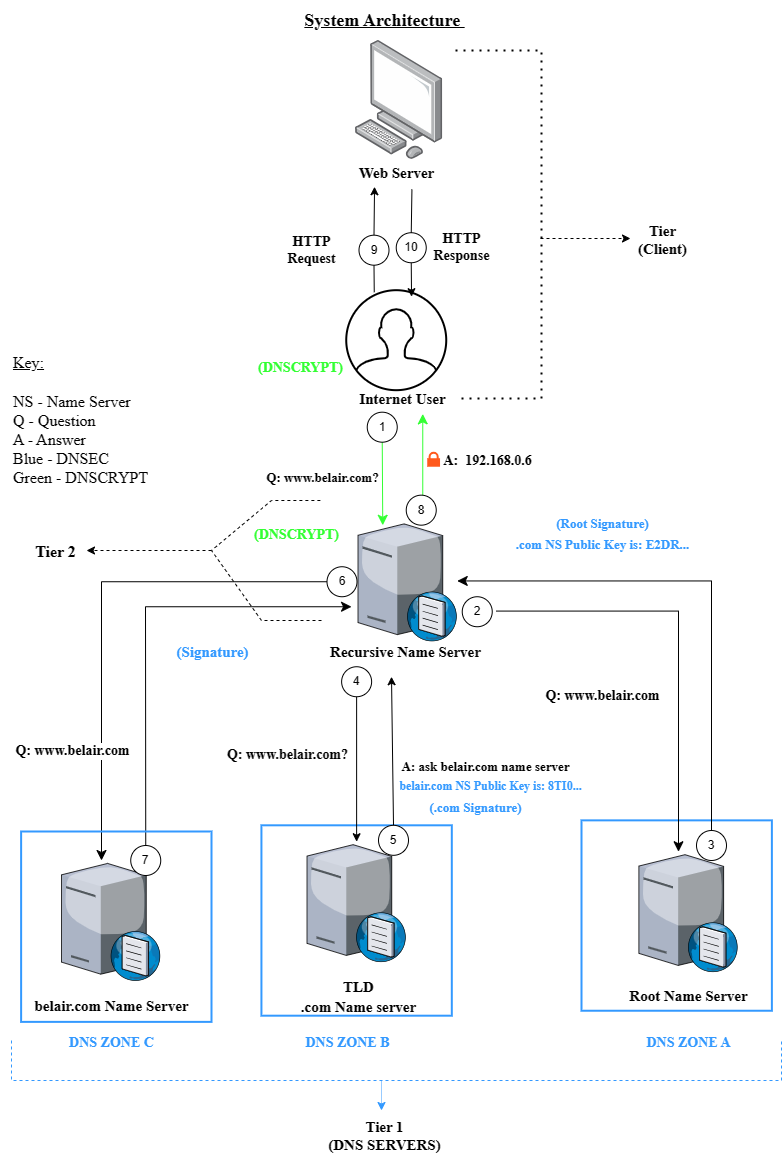 System Architecture
Web Server
HTTP
Request
9
10
HTTP
Response
Tier
(Client)
Key:
NS - Name Server
Q - Question
A - Answer
Blue - DNSEC
Green - DNSCRYPT
(DNSCRYPT)
Internet User
1
A: 192.168.0.6
Q: www.belair.com?
8
(DNSCRYPT)
(Root Signature)
.com NS Public Key is: E2DR...
Tier 2
6
2
(Signature)
Recursive Name Server
4
Q: www.belair.com
Q: www.belair.com
Q: www.belair.com?
A: ask belair.com name server
belair.com NS Public Key is: 8TI0...
(.com Signature)
7
5
3
belair.com Name Server
TLD
.com Name server
Root Name Server
DNS ZONE C
DNS ZONE B
DNS ZONE A
Tier 1
(DNS SERVERS)